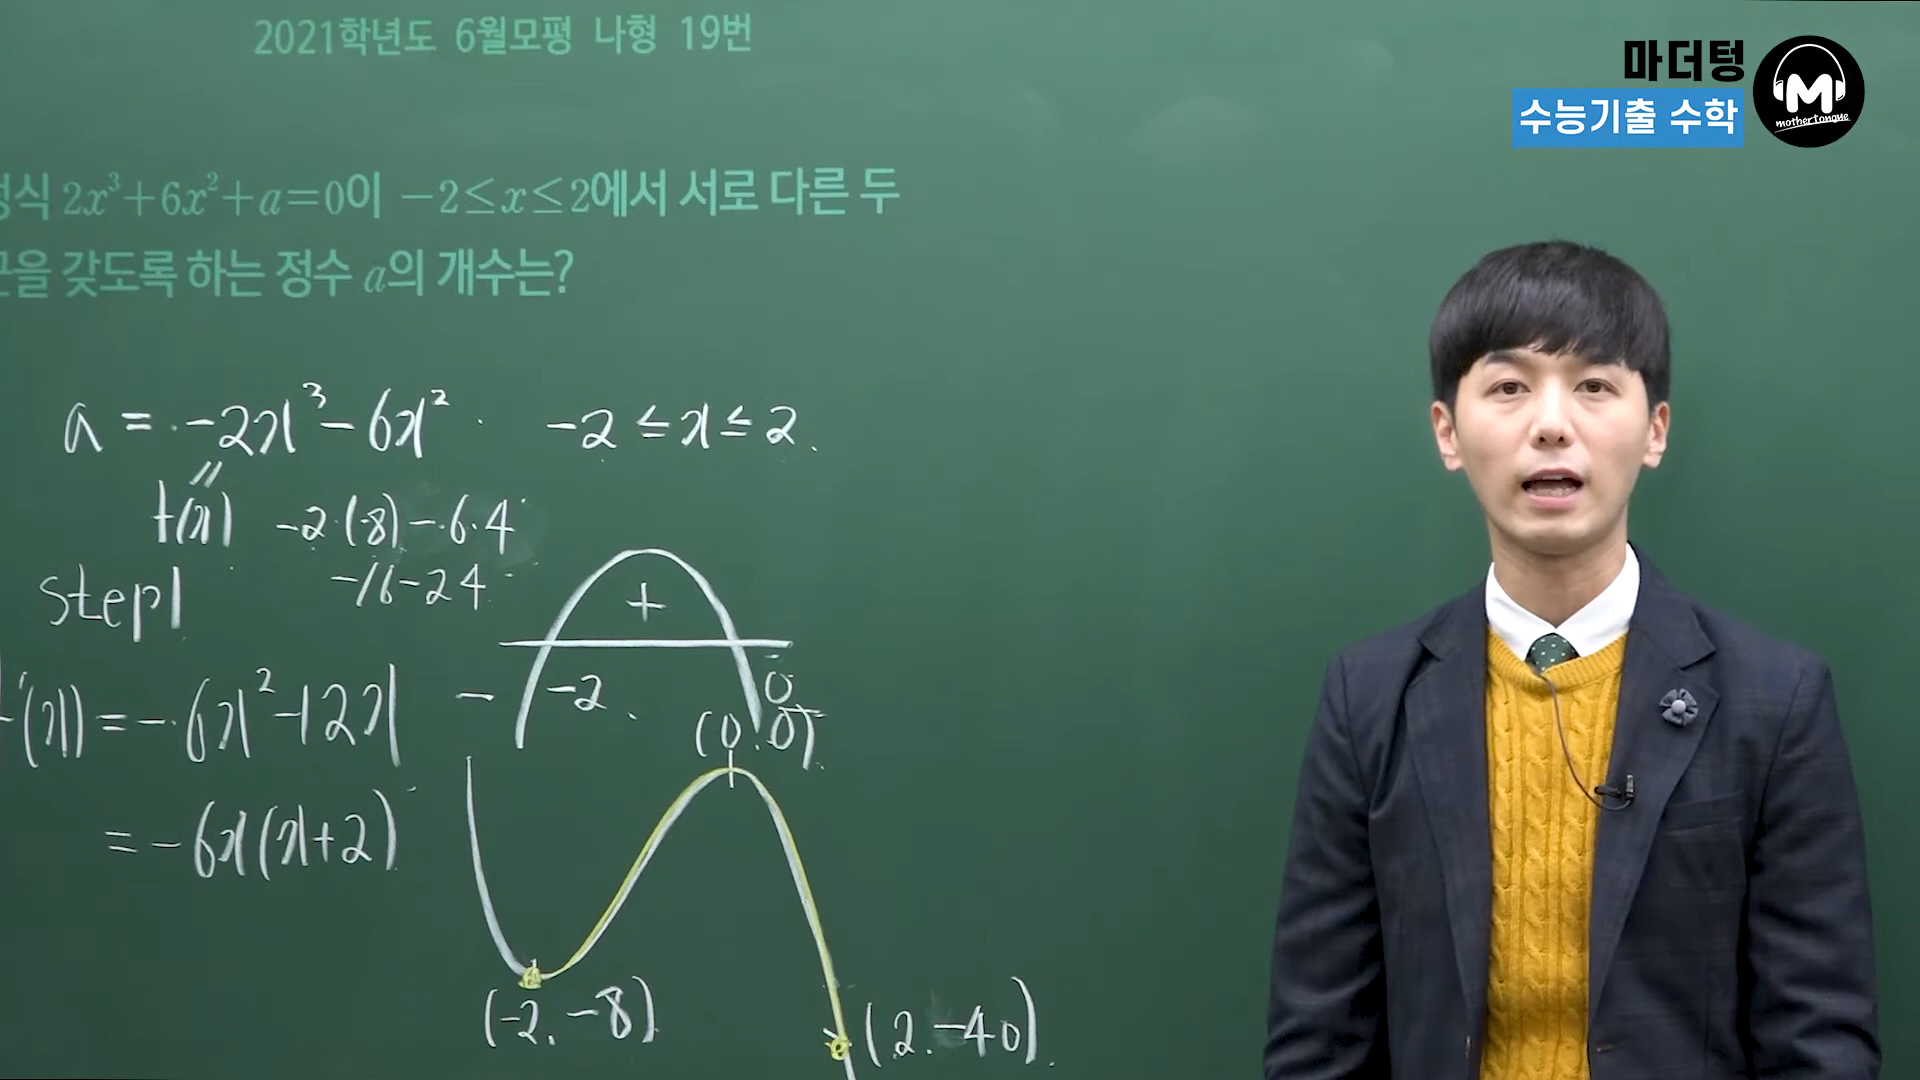 2021학년도 6월모평 나형 19번
마더텅
수능기출 수학
M
mothertongue
정식 2x³+6x²+a=0이 −2≤x≤2에서 서로 다른 두
근을 갖도록 하는 정수 a의 개수는?
a = -2x³-6x² -2≤x≤2.
f(x) -2·(-8)-6·4
step1 -16-24
+
f'(x) = -6x²-12x
- -2 0 -
(0.0)
= -6x(x+2)
(-2.-8)
(2.-40)